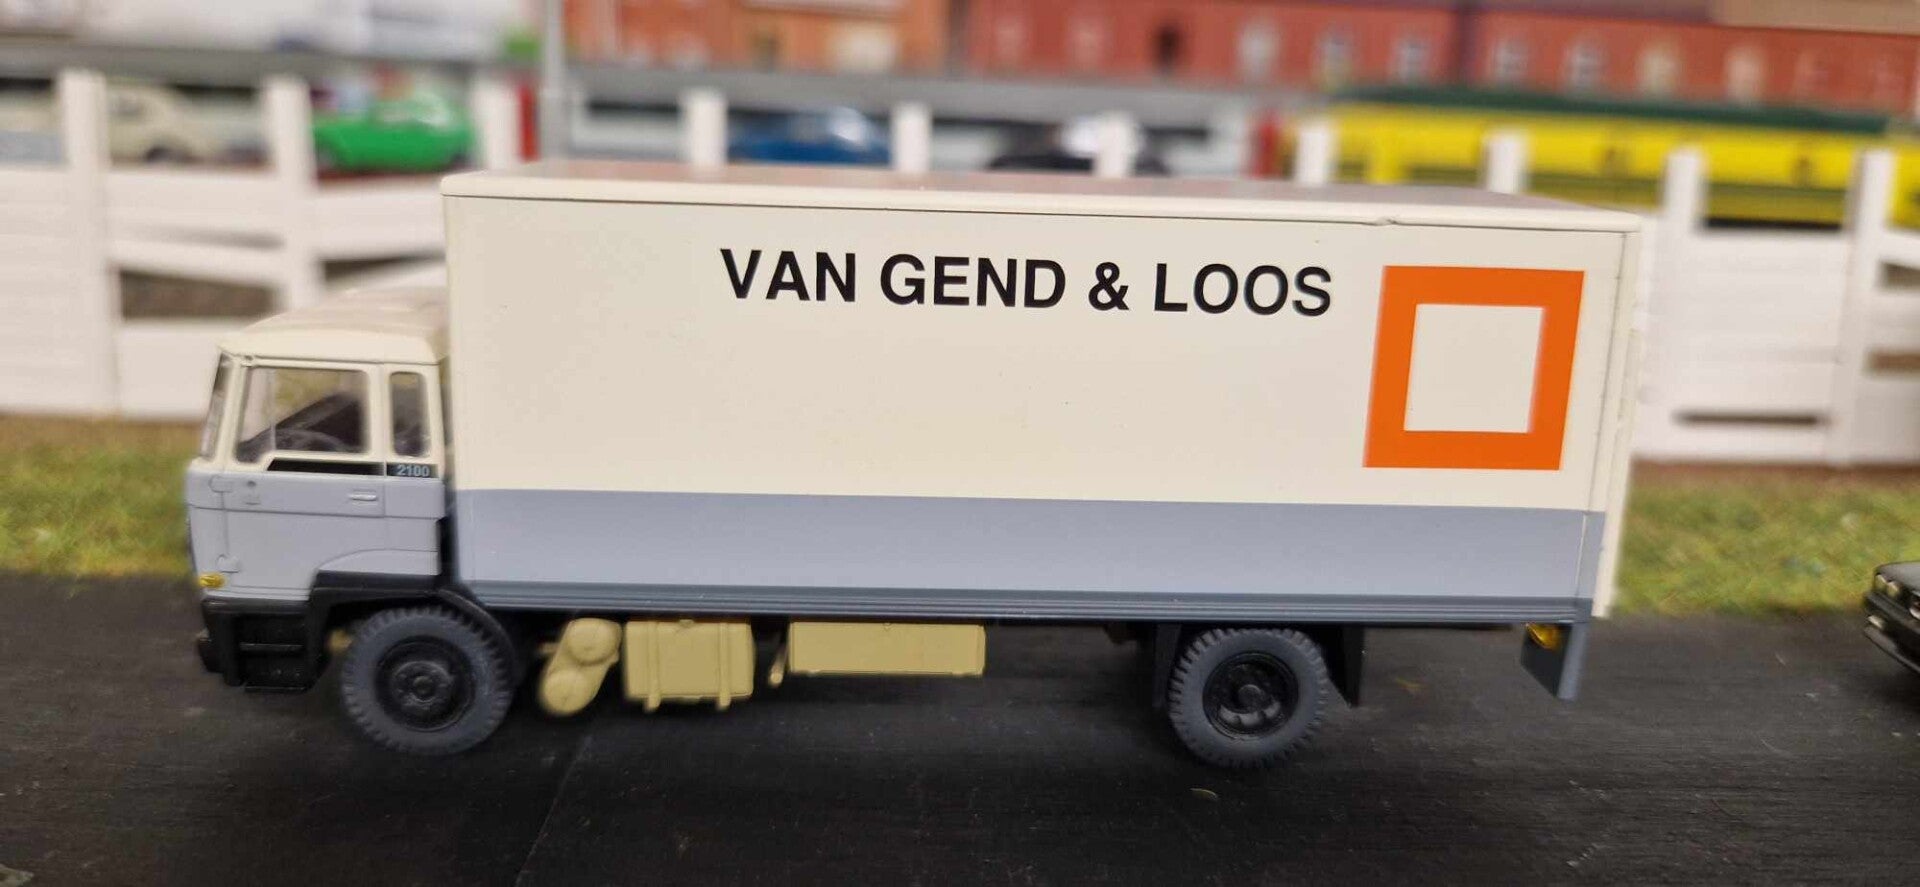 VAN GEND & LOOS
2100